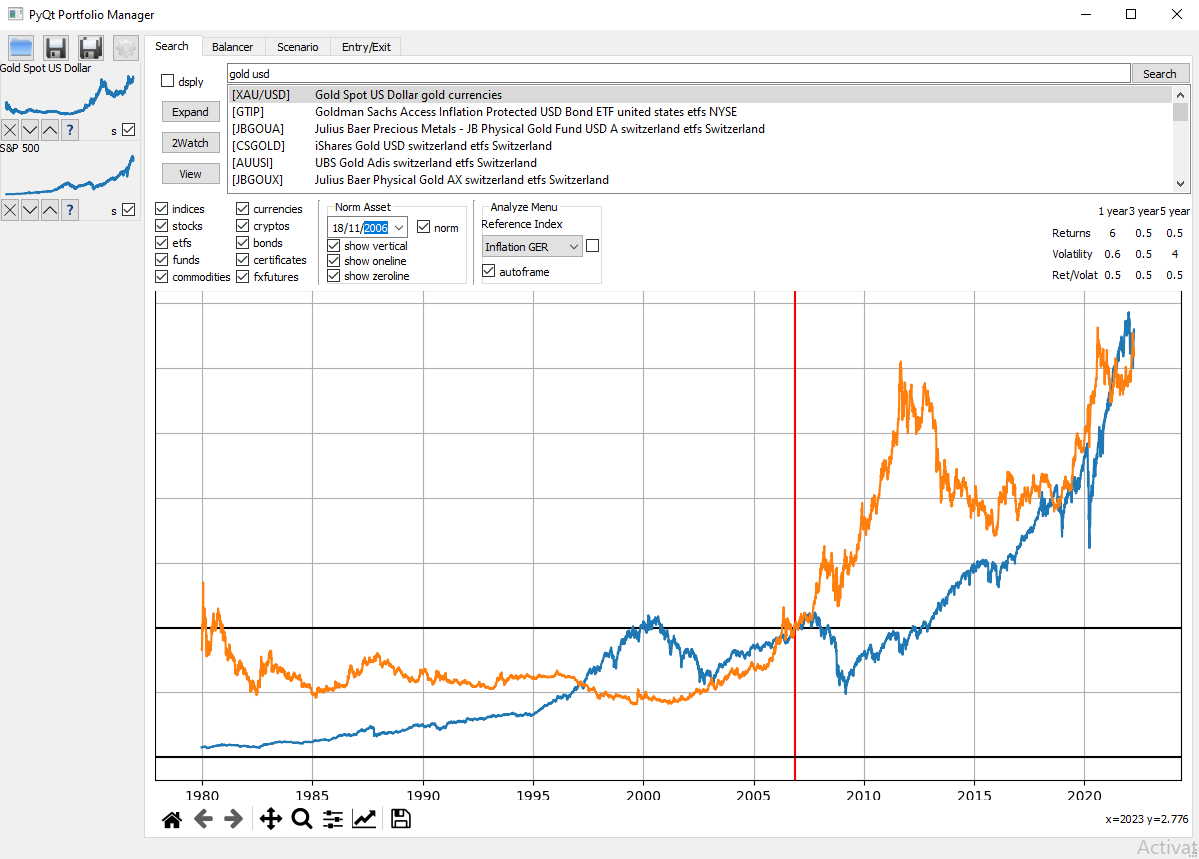 PyQt Portfolio Manager
Gold Spot US Dollar
? s
S&P 500
? s
Search Balancer Scenario Entry/Exit
dsply gold usd Search
Expand
2Watch
View
[XAU/USD] Gold Spot US Dollar gold currencies
[GTIP] Goldman Sachs Access Inflation Protected USD Bond ETF united states etfs NYSE
[JBGOUA] Julius Baer Precious Metals - JB Physical Gold Fund USD A switzerland etfs Switzerland
[CSGOLD] iShares Gold USD switzerland etfs Switzerland
[AUUSI] UBS Gold Adis switzerland etfs Switzerland
[JBGOUX] Julius Baer Physical Gold AX switzerland etfs Switzerland
indices currencies
stocks cryptos
etfs bonds
funds certificates
commodities fxfutures
Norm Asset
18/11/2006 norm
show vertical
show oneline
show zeroline
Analyze Menu
Reference Index
Inflation GER
autoframe
1 year 3 year 5 year
Returns 6 0.5 0.5
Volatility 0.6 0.5 4
Ret/Volat 0.5 0.5 0.5
1980 1985 1990 1995 2000 2005 2010 2015 2020
x=2023 y=2.776
Activat